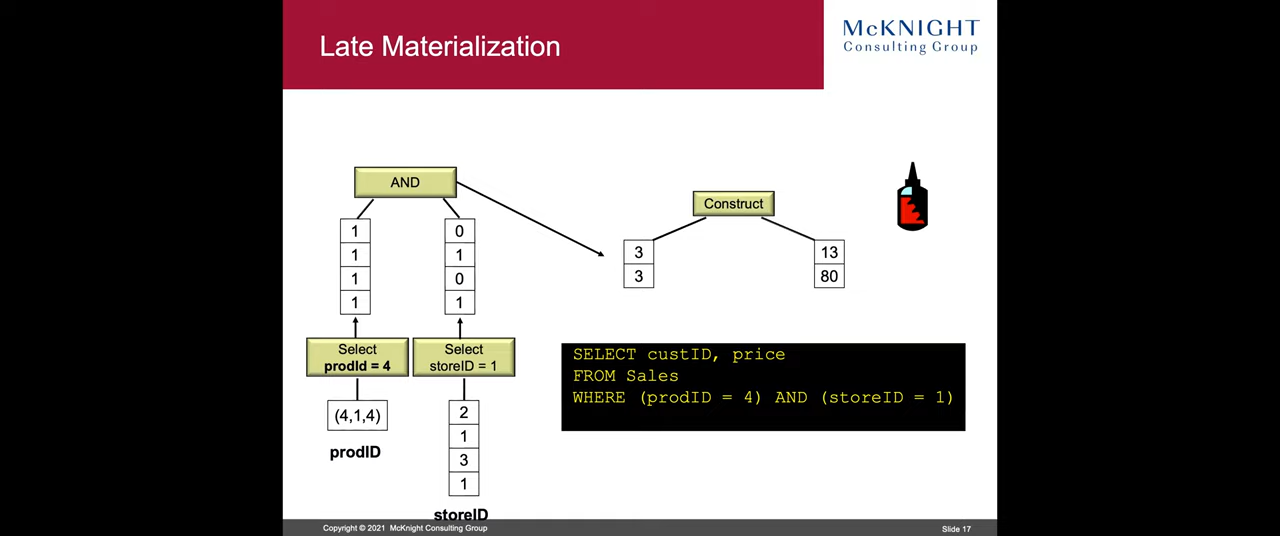 Late Materialization
McKNIGHT
Consulting Group
AND
Construct
1
1
1
1
0
1
0
1
3
3
13
80
Select
prodId = 4
Select
storeID = 1
(4,1,4)
prodID
2
1
3
1
storeID
SELECT custID, price
FROM Sales
WHERE (prodID = 4) AND (storeID = 1)
Copyright © 2021 McKnight Consulting Group
Slide 17